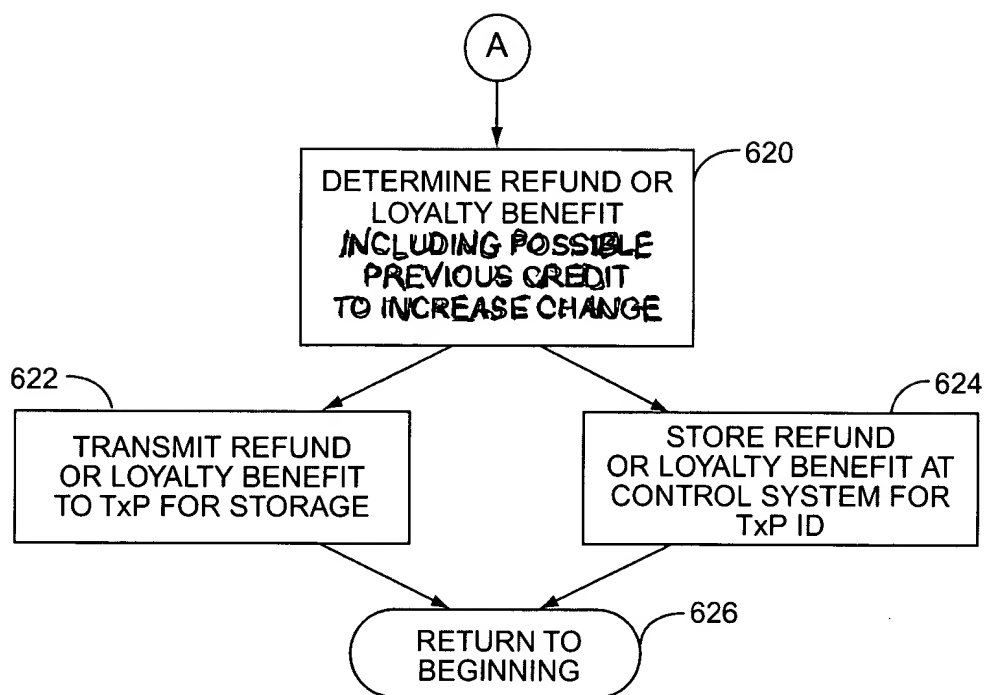 A
620
DETERMINE REFUND OR
LOYALTY BENEFIT
INCLUDING POSSIBLE
PREVIOUS CREDIT
TO INCREASE CHANGE
622
TRANSMIT REFUND
OR LOYALTY BENEFIT
TO TxP FOR STORAGE
624
STORE REFUND
OR LOYALTY BENEFIT AT
CONTROL SYSTEM FOR
TxP ID
626
RETURN TO
BEGINNING